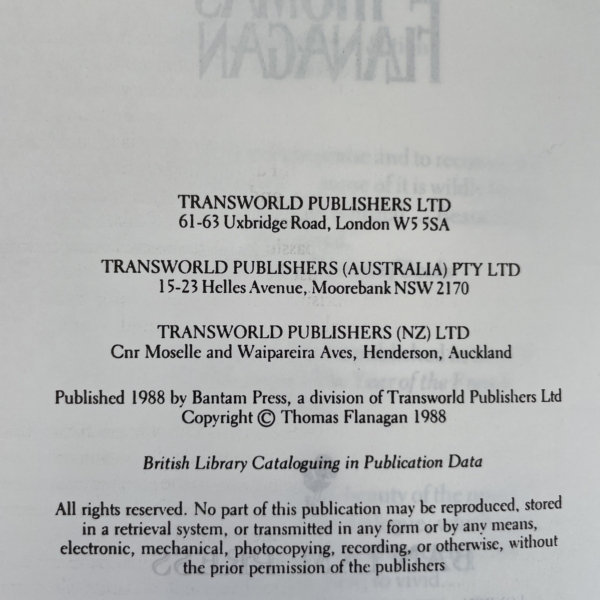 THOMAS
FLANAGAN
TRANSWORLD PUBLISHERS LTD
61-63 Uxbridge Road, London W5 5SA
TRANSWORLD PUBLISHERS (AUSTRALIA) PTY LTD
15-23 Helles Avenue, Moorebank NSW 2170
TRANSWORLD PUBLISHERS (NZ) LTD
Cnr Moselle and Waipareira Aves, Henderson, Auckland
Published 1988 by Bantam Press, a division of Transworld Publishers Ltd
Copyright © Thomas Flanagan 1988
British Library Cataloguing in Publication Data
All rights reserved. No part of this publication may be reproduced, stored
in a retrieval system, or transmitted in any form or by any means,
electronic, mechanical, photocopying, recording, or otherwise, without
the prior permission of the publishers